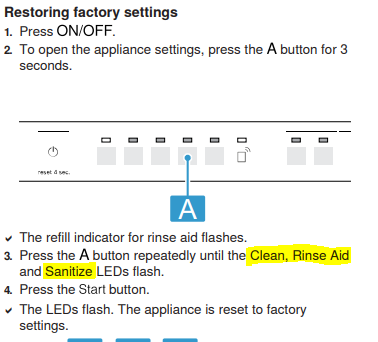 Restoring factory settings
1. Press ON/OFF.
2. To open the appliance settings, press the A button for 3
seconds.
reset 4 sec.
A
✓ The refill indicator for rinse aid flashes.
3. Press the A button repeatedly until the Clean, Rinse Aid
and Sanitize LEDs flash.
4. Press the Start button.
✓ The LEDs flash. The appliance is reset to factory
settings.